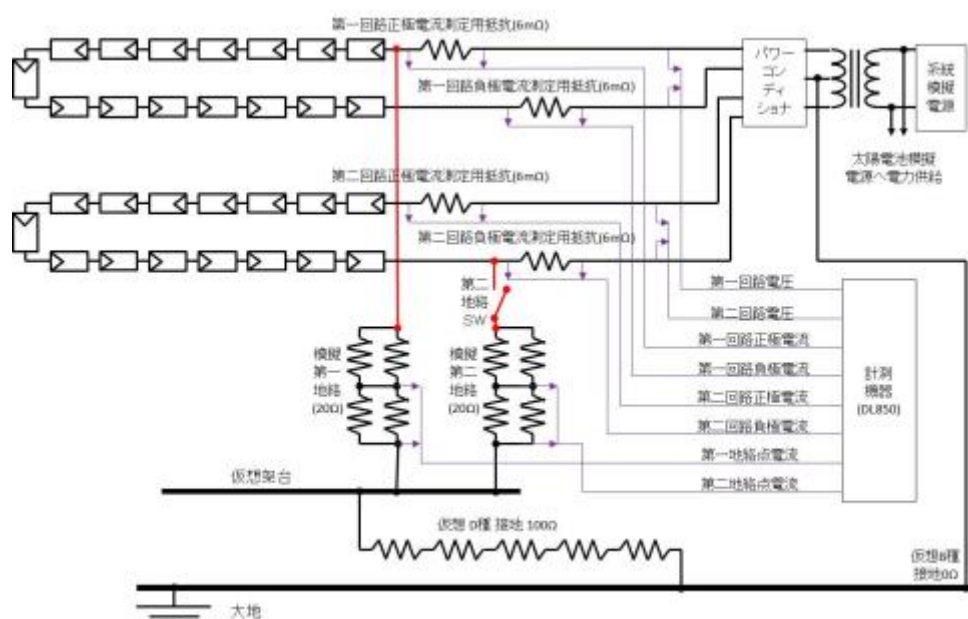 第一回路正極電流測定用抵抗(6mΩ)
第一回路負極電流測定用抵抗(6mΩ)
パワー
コン
ディ
ショナ
系統
模擬
電源
太陽電池模擬
電源へ電力供給
第二回路正極電流測定用抵抗(6mΩ)
第二回路負極電流測定用抵抗(6mΩ)
第二
地絡
SW
第一回路電圧
第二回路電圧
第一回路正極電流
第一回路負極電流
第二回路正極電流
第二回路負極電流
第一地絡点電流
第二地絡点電流
計測
機器
(DL850)
模擬
第一
地絡
(20Ω)
模擬
第二
地絡
(20Ω)
仮想架台
仮想 D種 接地 100Ω
仮想B種
接地0Ω
大地